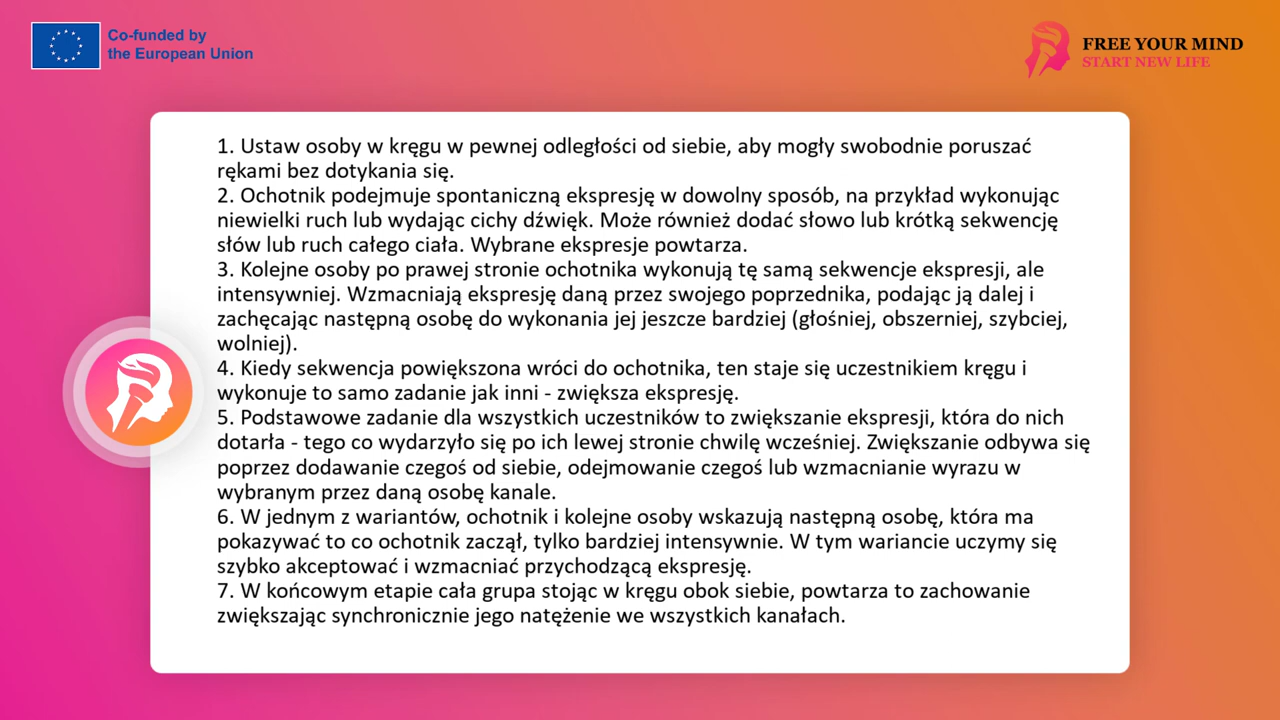 Co-funded by
the European Union
FREE YOUR MIND
START NEW LIFE
1. Ustaw osoby w kręgu w pewnej odległości od siebie, aby mogły swobodnie poruszać
rękami bez dotykania się.
2. Ochotnik podejmuje spontaniczną ekspresję w dowolny sposób, na przykład wykonując
niewielki ruch lub wydając cichy dźwięk. Może również dodać słowo lub krótką sekwencję
słów lub ruch całego ciała. Wybrane ekspresje powtarza.
3. Kolejne osoby po prawej stronie ochotnika wykonują tę samą sekwencje ekspresji, ale
intensywniej. Wzmacniają ekspresję daną przez swojego poprzednika, podając ją dalej i
zachęcając następną osobę do wykonania jej jeszcze bardziej (głośniej, obszerniej, szybciej,
wolniej).
4. Kiedy sekwencja powiększona wróci do ochotnika, ten staje się uczestnikiem kręgu i
wykonuje to samo zadanie jak inni - zwiększa ekspresję.
5. Podstawowe zadanie dla wszystkich uczestników to zwiększanie ekspresji, która do nich
dotarła - tego co wydarzyło się po ich lewej stronie chwilę wcześniej. Zwiększanie odbywa się
poprzez dodawanie czegoś od siebie, odejmowanie czegoś lub wzmacnianie wyrazu w
wybranym przez daną osobę kanale.
6. W jednym z wariantów, ochotnik i kolejne osoby wskazują następną osobę, która ma
pokazywać to co ochotnik zaczął, tylko bardziej intensywnie. W tym wariancie uczymy się
szybko akceptować i wzmacniać przychodzącą ekspresję.
7. W końcowym etapie cała grupa stojąc w kręgu obok siebie, powtarza to zachowanie
zwiększając synchronicznie jego natężenie we wszystkich kanałach.